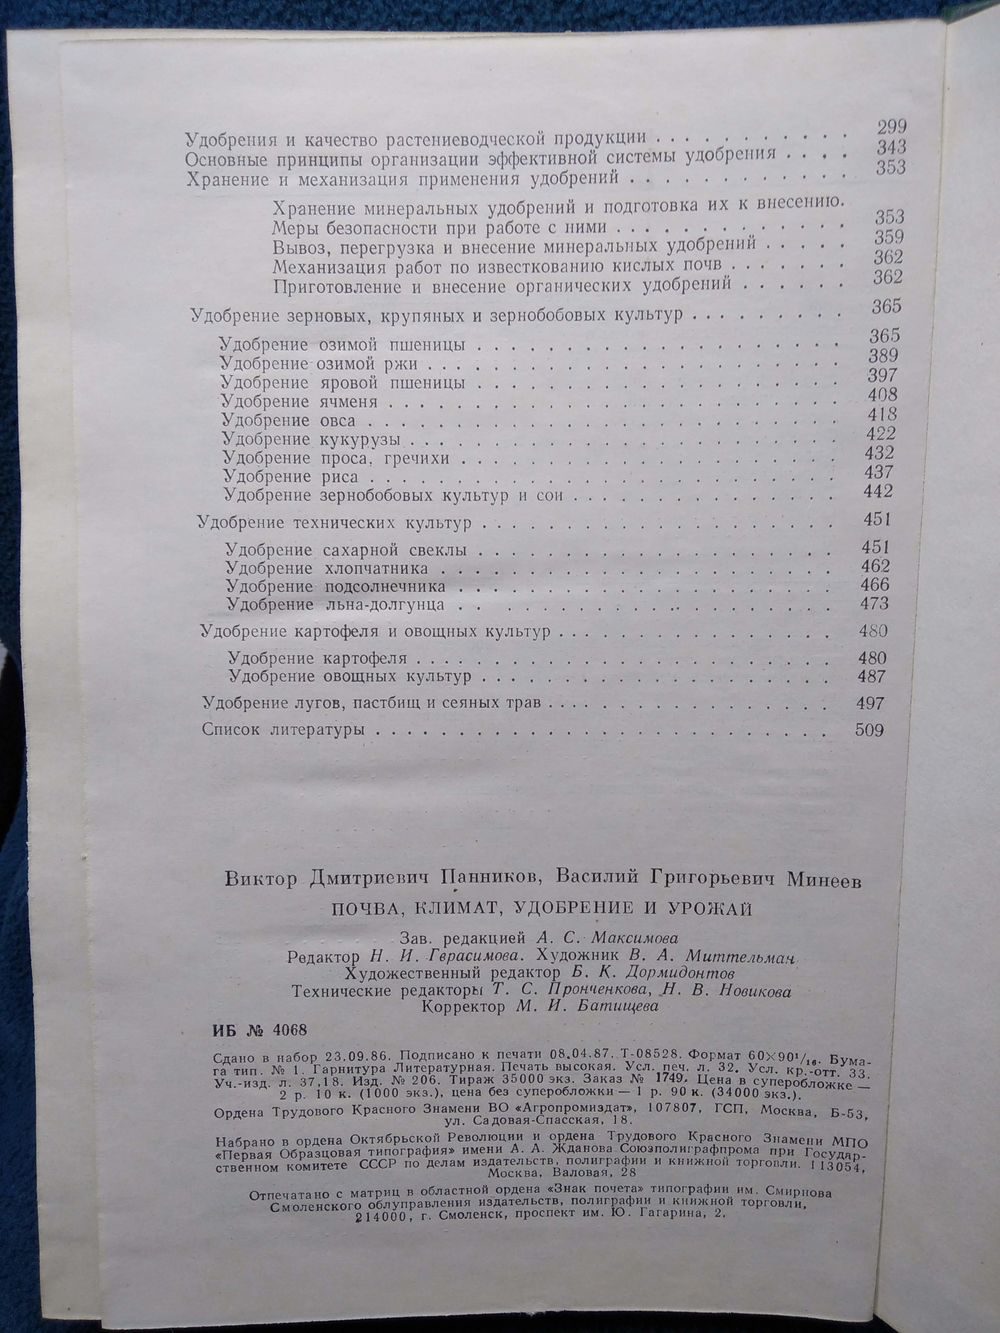 Удобрения и качество растениеводческой продукции . . . . . . . . . . . 299
Основные принципы организации эффективной системы удобрения . . . . 343
Хранение и механизация применения удобрений . . . . . . . . . . . . 353
Хранение минеральных удобрений и подготовка их к внесению.
Меры безопасности при работе с ними . . . . . . . . . . . . . 353
Вывоз, перегрузка и внесение минеральных удобрений . . . . . 359
Механизация работ по известкованию кислых почв . . . . . . . 362
Приготовление и внесение органических удобрений . . . . . . 362
Удобрение зерновых, крупяных и зернобобовых культур . . . . . . . . . 365
Удобрение озимой пшеницы . . . . . . . . . . . . . . . . . . 365
Удобрение озимой ржи . . . . . . . . . . . . . . . . . . . . 389
Удобрение яровой пшеницы . . . . . . . . . . . . . . . . . . 397
Удобрение ячменя . . . . . . . . . . . . . . . . . . . . . . 408
Удобрение овса . . . . . . . . . . . . . . . . . . . . . . . 418
Удобрение кукурузы . . . . . . . . . . . . . . . . . . . . . 422
Удобрение проса, гречихи . . . . . . . . . . . . . . . . . . 432
Удобрение риса . . . . . . . . . . . . . . . . . . . . . . . 437
Удобрение зернобобовых культур и сои . . . . . . . . . . . . . 442
Удобрение технических культур . . . . . . . . . . . . . . . . . 451
Удобрение сахарной свеклы . . . . . . . . . . . . . . . . . 451
Удобрение хлопчатника . . . . . . . . . . . . . . . . . . . 462
Удобрение подсолнечника . . . . . . . . . . . . . . . . . . 466
Удобрение льна-долгунца . . . . . . . . . . . . . . . . . . 473
Удобрение картофеля и овощных культур . . . . . . . . . . . . . 480
Удобрение картофеля . . . . . . . . . . . . . . . . . . . . 480
Удобрение овощных культур . . . . . . . . . . . . . . . . . 487
Удобрение лугов, пастбищ и сеяных трав . . . . . . . . . . . . . . 497
Список литературы . . . . . . . . . . . . . . . . . . . . . . 509
Виктор Дмитриевич Панников, Василий Григорьевич Минеев
ПОЧВА, КЛИМАТ, УДОБРЕНИЕ И УРОЖАЙ
Зав. редакцией А. С. Максимова
Редактор Н. И. Герасимова. Художник В. А. Миттельман
Художественный редактор Б. К. Дормидонтов
Технические редакторы Т. С. Пронченкова, Н. В. Новикова
Корректор М. И. Батищева
ИБ № 4068
Сдано в набор 23.09.86. Подписано к печати 08.04.87. Т-08528. Формат 60×90¹/₁₆. Бума-
га тип. № 1. Гарнитура Литературная. Печать высокая. Усл. печ. л. 32. Усл. кр.-отт. 33.
Уч.-изд. л. 37,18. Изд. № 206. Тираж 35000 экз. Заказ № 1749. Цена в суперобложке —
2 р. 10 к. (1000 экз.), цена без суперобложки — 1 р. 90 к. (34000 экз.).
Ордена Трудового Красного Знамени ВО «Агропромиздат», 107807, ГСП, Москва, Б-53,
ул. Садовая-Спасская, 18.
Набрано в ордена Октябрьской Революции и ордена Трудового Красного Знамени МПО
«Первая Образцовая типография» имени А. А. Жданова Союзполиграфпрома при Государ-
ственном комитете СССР по делам издательств, полиграфии и книжной торговли. 113054,
Москва, Валовая, 28
Отпечатано с матриц в областной ордена «Знак почета» типографии им. Смирнова
Смоленского облуправления издательств, полиграфии и книжной торговли,
214000, г. Смоленск, проспект им. Ю. Гагарина, 2.